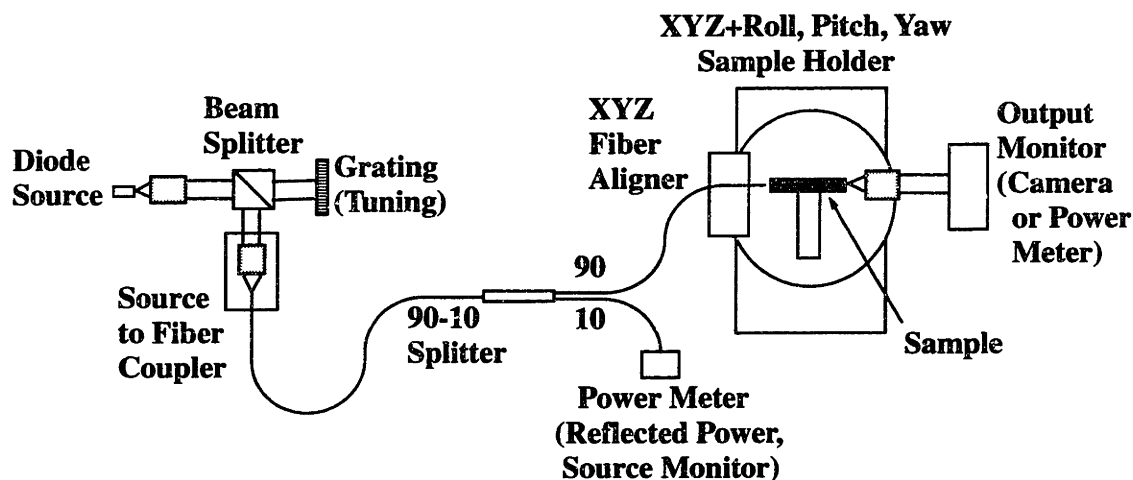 XYZ+Roll, Pitch, Yaw
Sample Holder
Beam
Splitter
Diode
Source
Grating
(Tuning)
XYZ
Fiber
Aligner
Output
Monitor
(Camera
or Power
Meter)
Source
to Fiber
Coupler
90-10
Splitter
90
10
Sample
Power Meter
(Reflected Power,
Source Monitor)